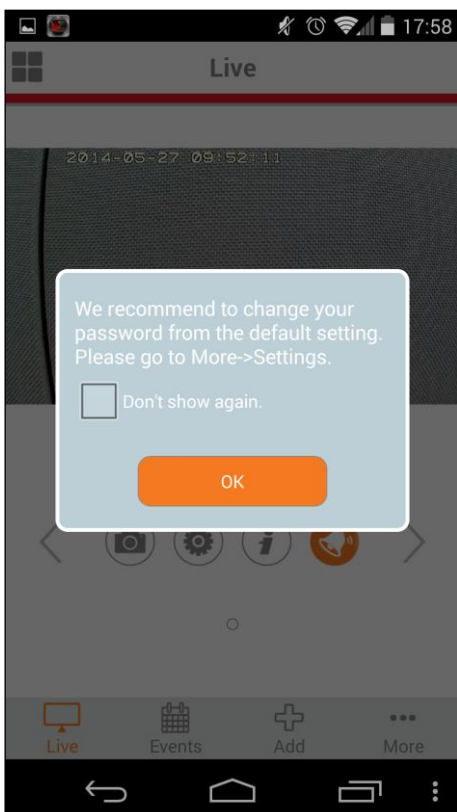 17:58
Live
2014-05-27 09:52:11
We recommend to change your
password from the default setting.
Please go to More->Settings.
Don't show again.
OK
Live Events Add More